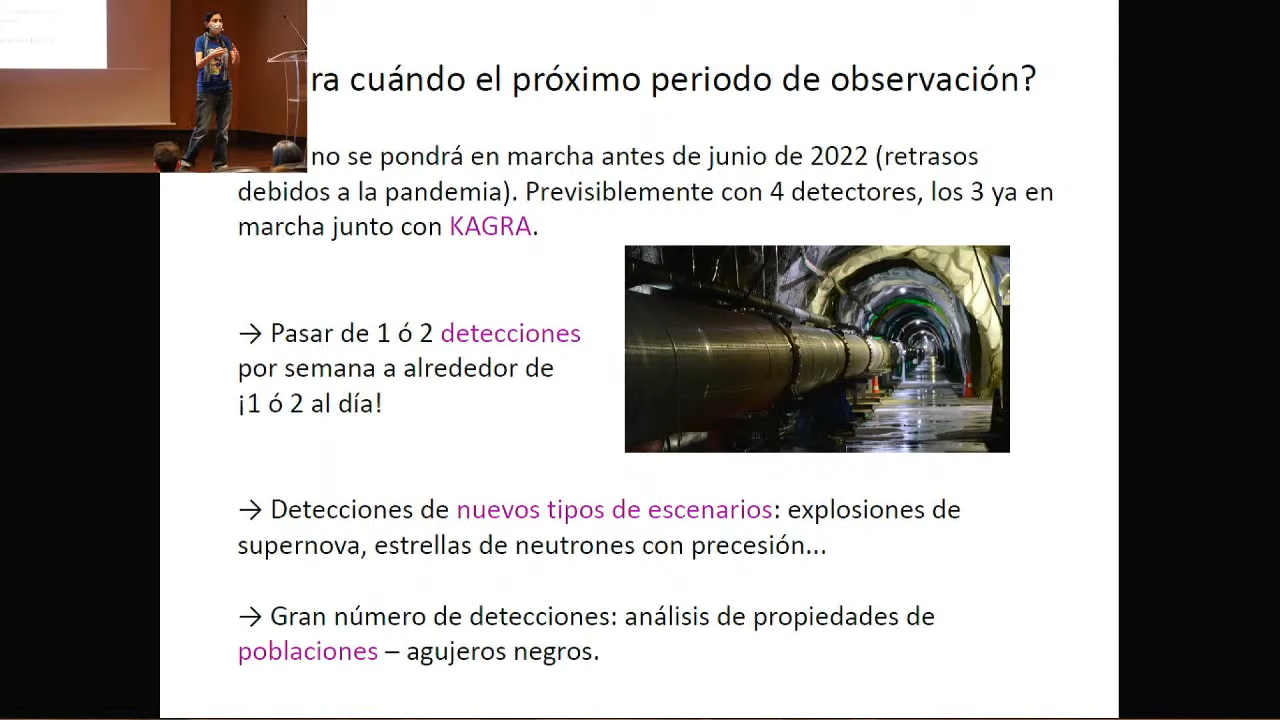 ra cuándo el próximo periodo de observación?
no se pondrá en marcha antes de junio de 2022 (retrasos
debidos a la pandemia). Previsiblemente con 4 detectores, los 3 ya en
marcha junto con KAGRA.
→ Pasar de 1 ó 2 detecciones
por semana a alrededor de
¡1 ó 2 al día!
→ Detecciones de nuevos tipos de escenarios: explosiones de
supernova, estrellas de neutrones con precesión...
→ Gran número de detecciones: análisis de propiedades de
poblaciones – agujeros negros.